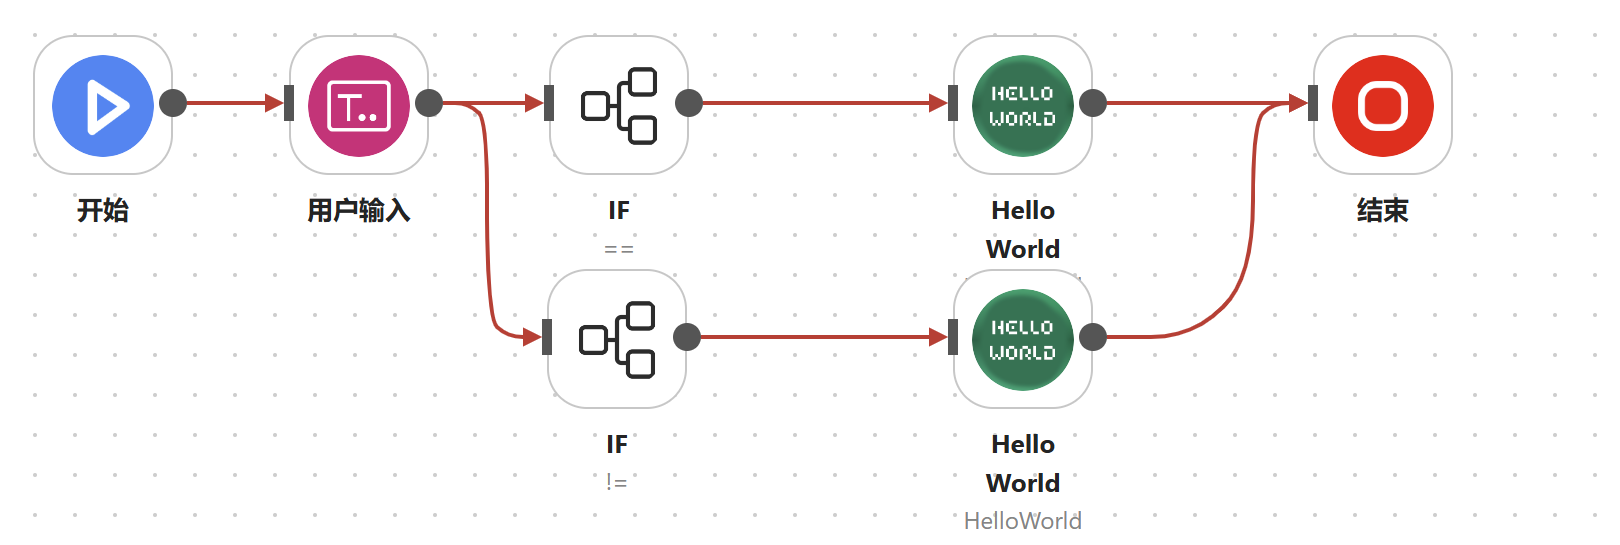 T..
HELLO
WORLD
HELLO
WORLD
开始
用户输入
IF
==
Hello
World
结束
IF
!=
Hello
World
HelloWorld